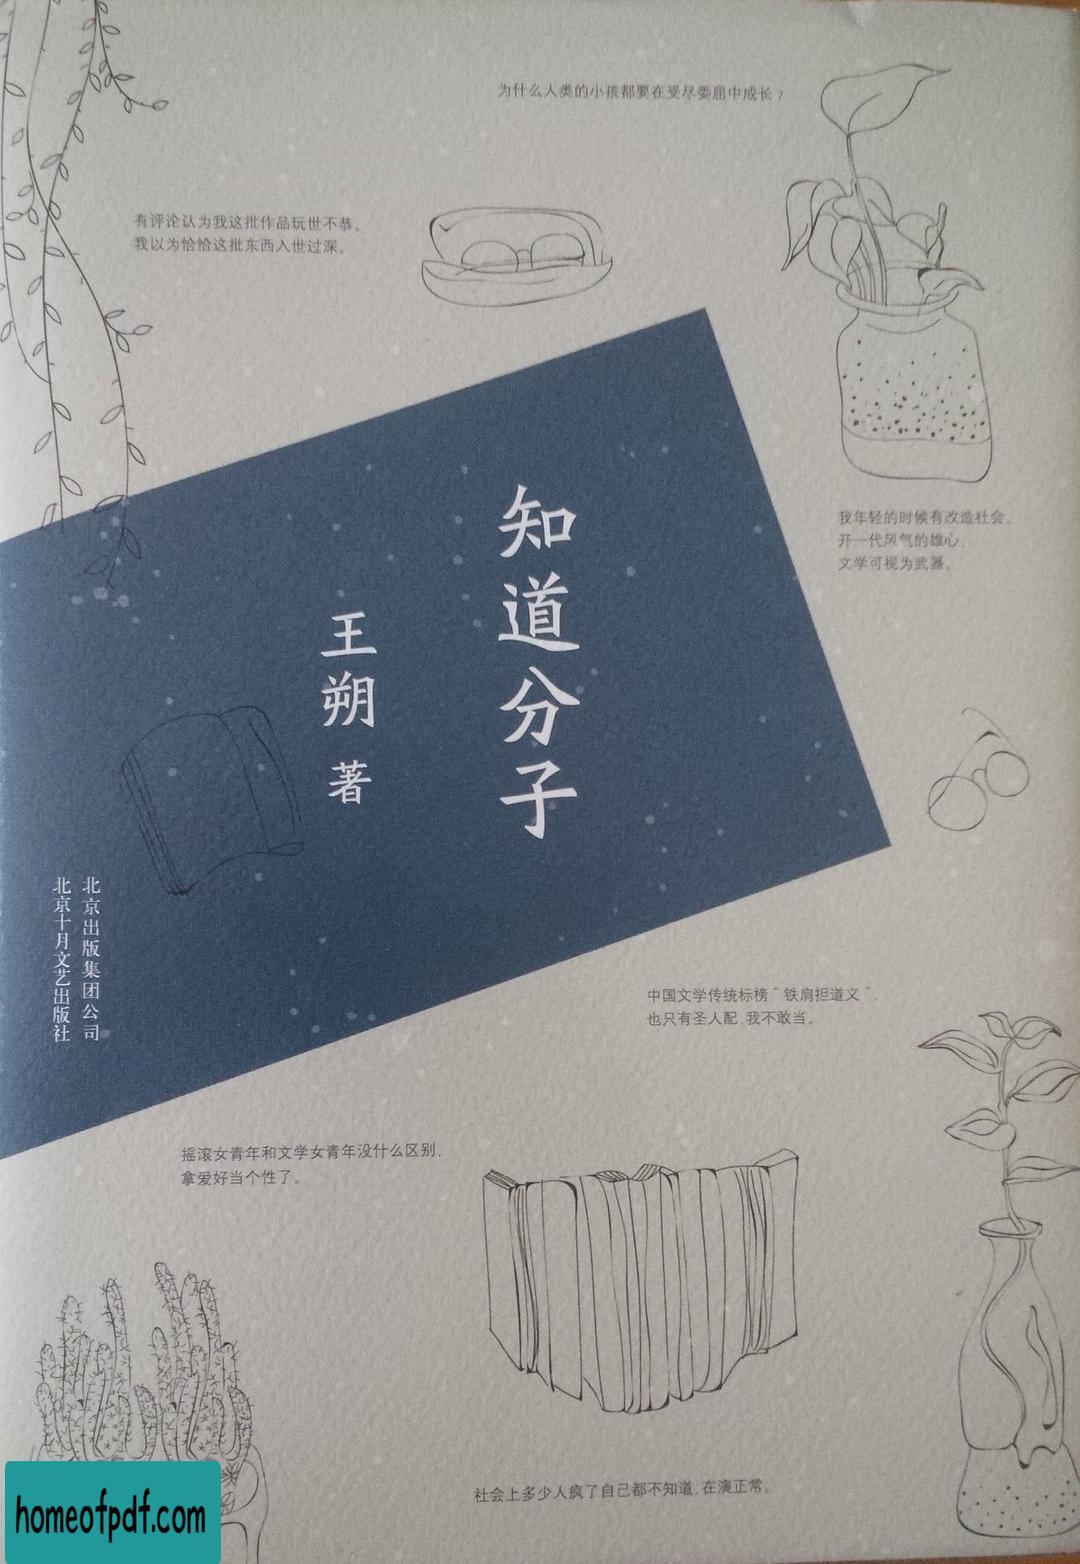 为什么人类的小孩都要在受尽委屈中成长？
有评论认为我这批作品玩世不恭，
我以为恰恰这批东西入世过深。
知道分子
王朔 著
我年轻的时候有改造社会，
开一代风气的雄心，
文学可视为武器。
北京出版集团公司
北京十月文艺出版社
中国文学传统标榜“铁肩担道义”，
也只有圣人配，我不敢当。
摇滚女青年和文学女青年没什么区别，
拿爱好当个性了。
社会上多少人疯了自己都不知道，在演正常。
homeofpdf.com